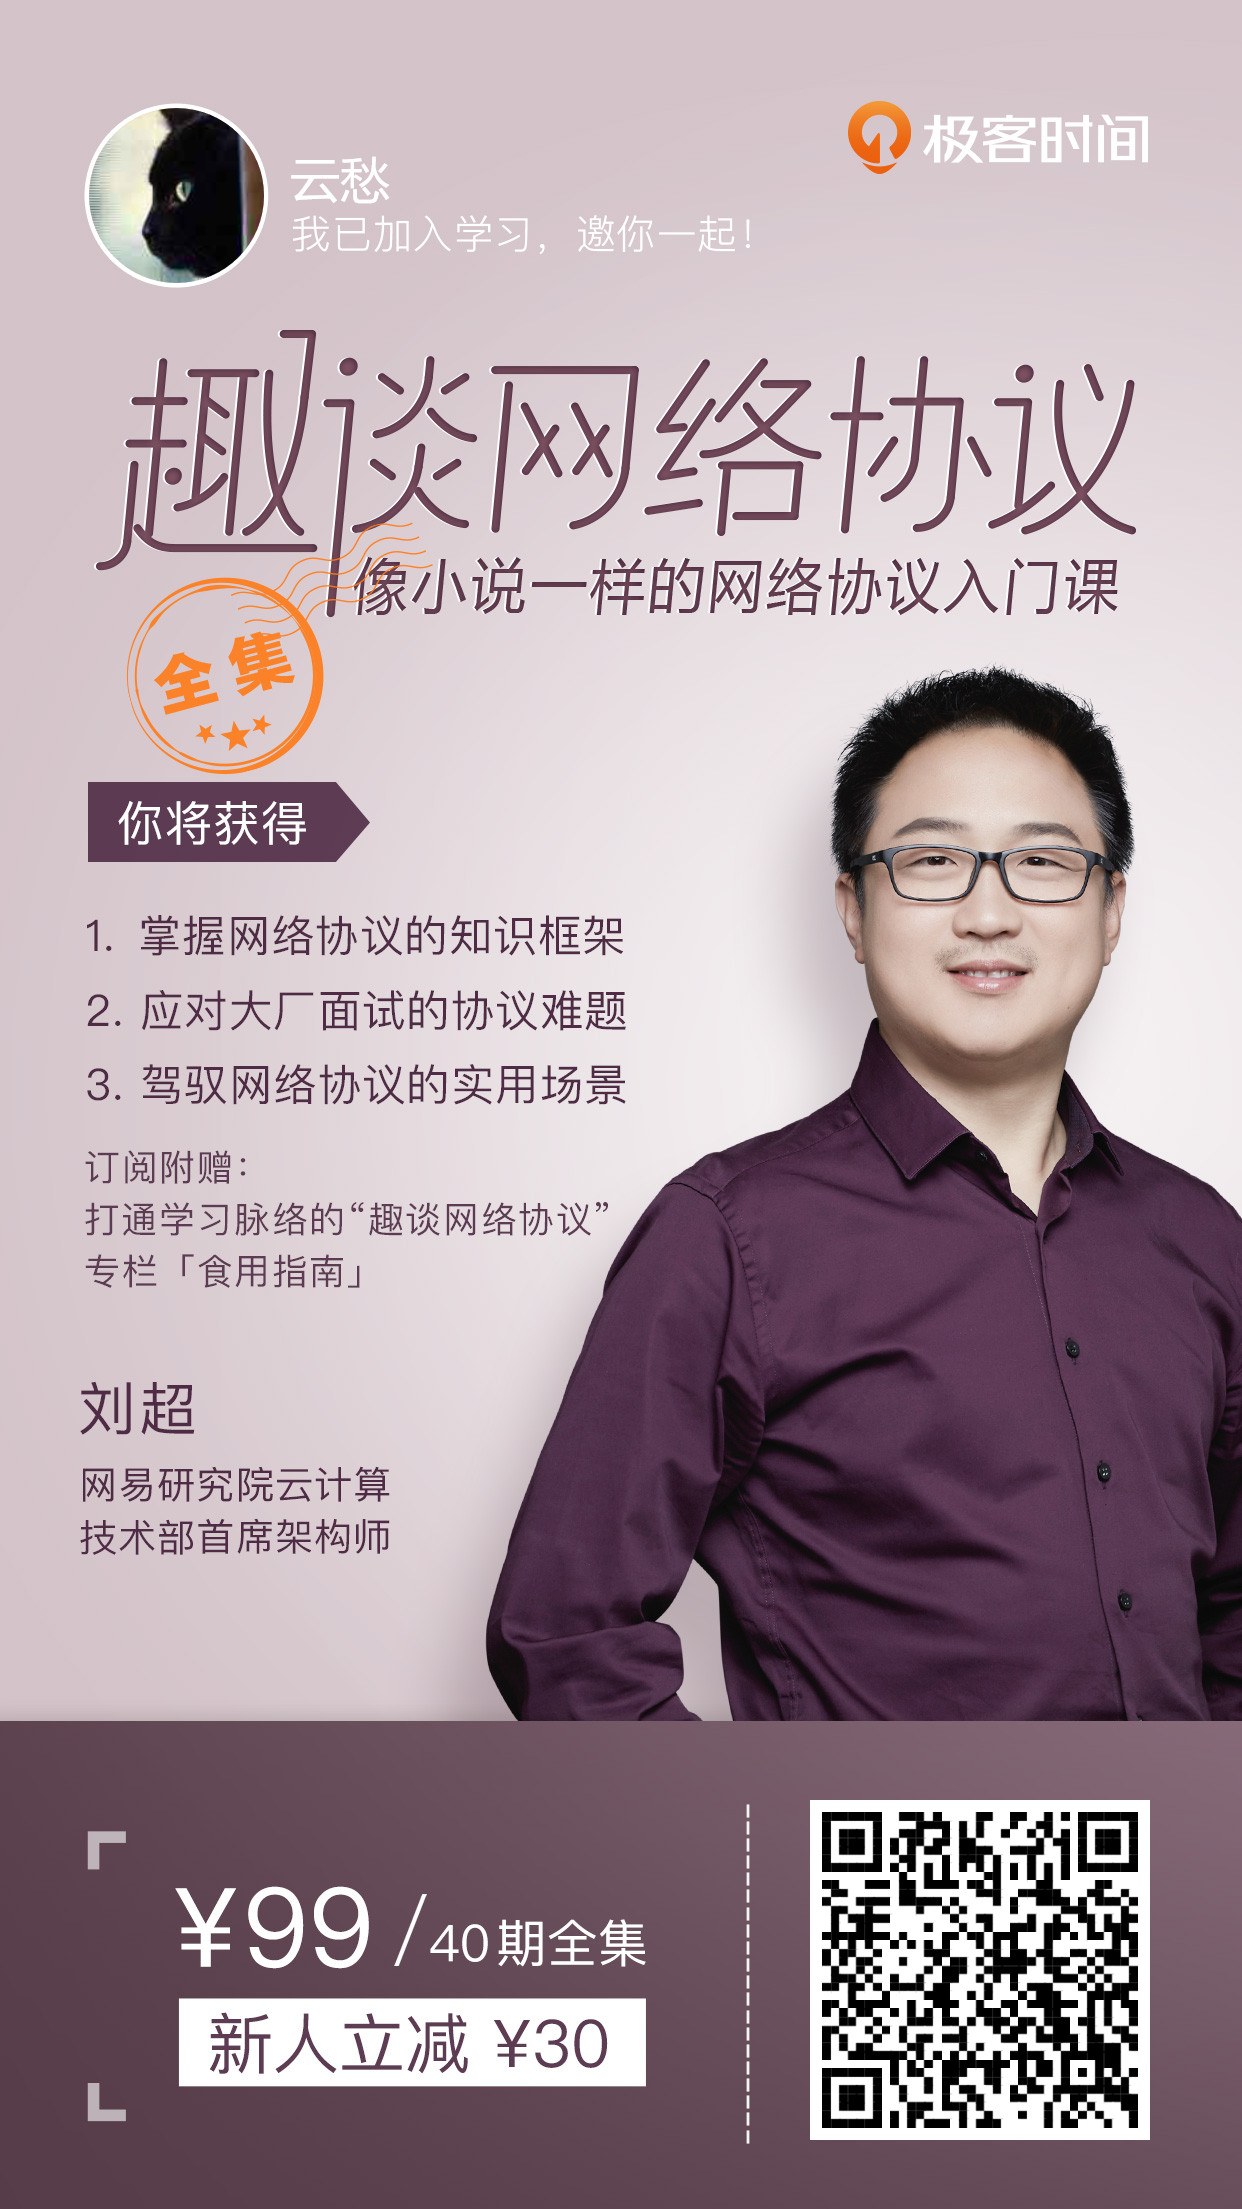 极客时间
云愁
我已加入学习，邀你一起！
趣谈网络协议
像小说一样的网络协议入门课
全集
你将获得
1. 掌握网络协议的知识框架
2. 应对大厂面试的协议难题
3. 驾驭网络协议的实用场景
订阅附赠：
打通学习脉络的“趣谈网络协议”
专栏「食用指南」
刘超
网易研究院云计算
技术部首席架构师
¥99/40期全集
新人立减 ¥30